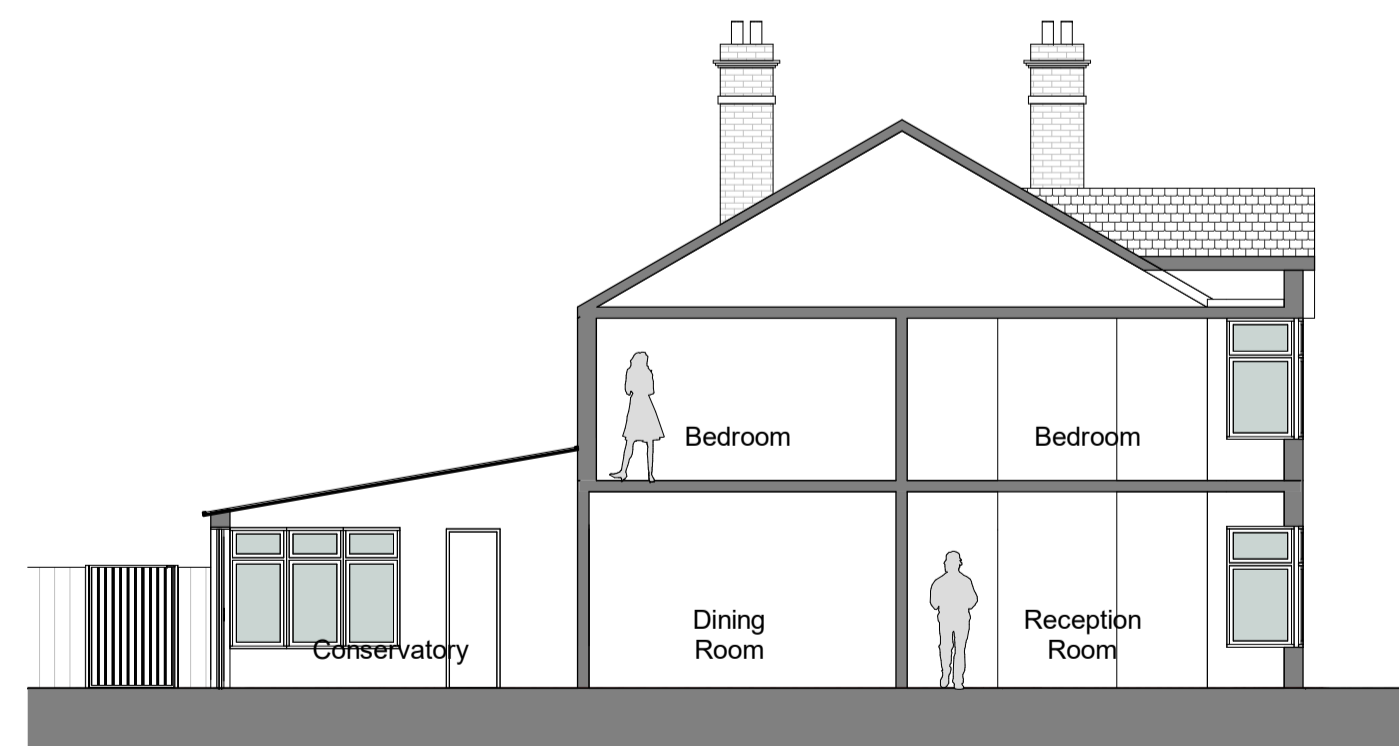 Bedroom
Bedroom
Dining
Room
Reception
Room
Conservatory